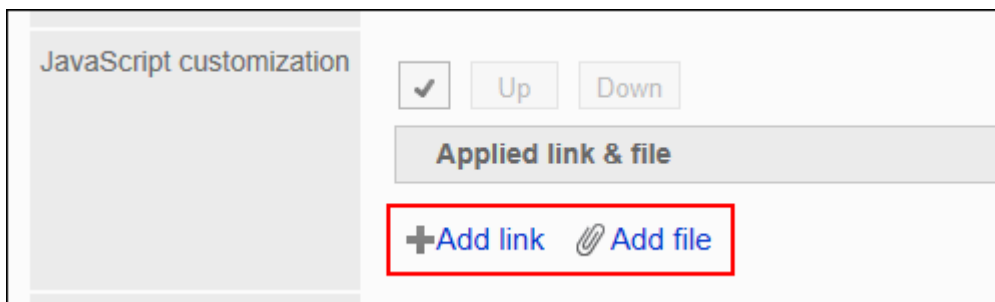 JavaScript customization
Up Down
Applied link & file
Add link Add file